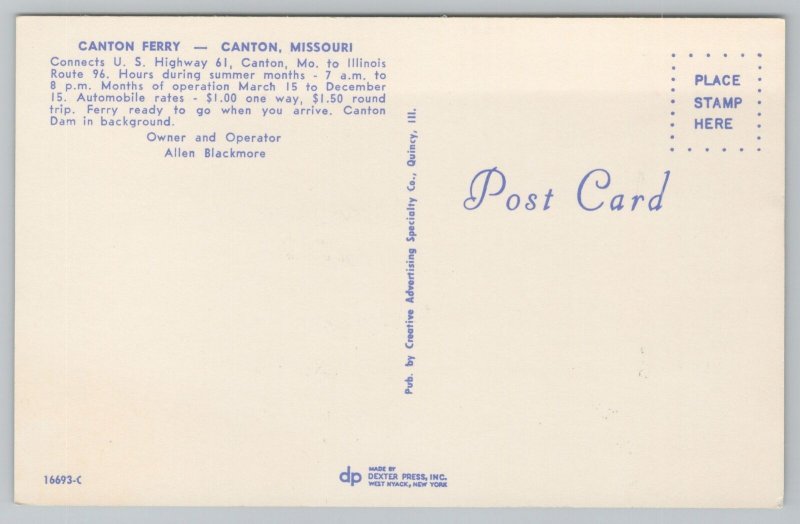 CANTON FERRY — CANTON, MISSOURI
Connects U. S. Highway 61, Canton, Mo. to Illinois
Route 96. Hours during summer months - 7 a.m. to
8 p.m. Months of operation March 15 to December
15. Automobile rates - $1.00 one way, $1.50 round
trip. Ferry ready to go when you arrive. Canton
Dam in background.
Owner and Operator
Allen Blackmore
Pub. by Creative Advertising Specialty Co., Quincy, Ill.
PLACE
STAMP
HERE
Post Card
16693-C
dp
MADE BY
DEXTER PRESS, INC.
WEST NYACK, NEW YORK